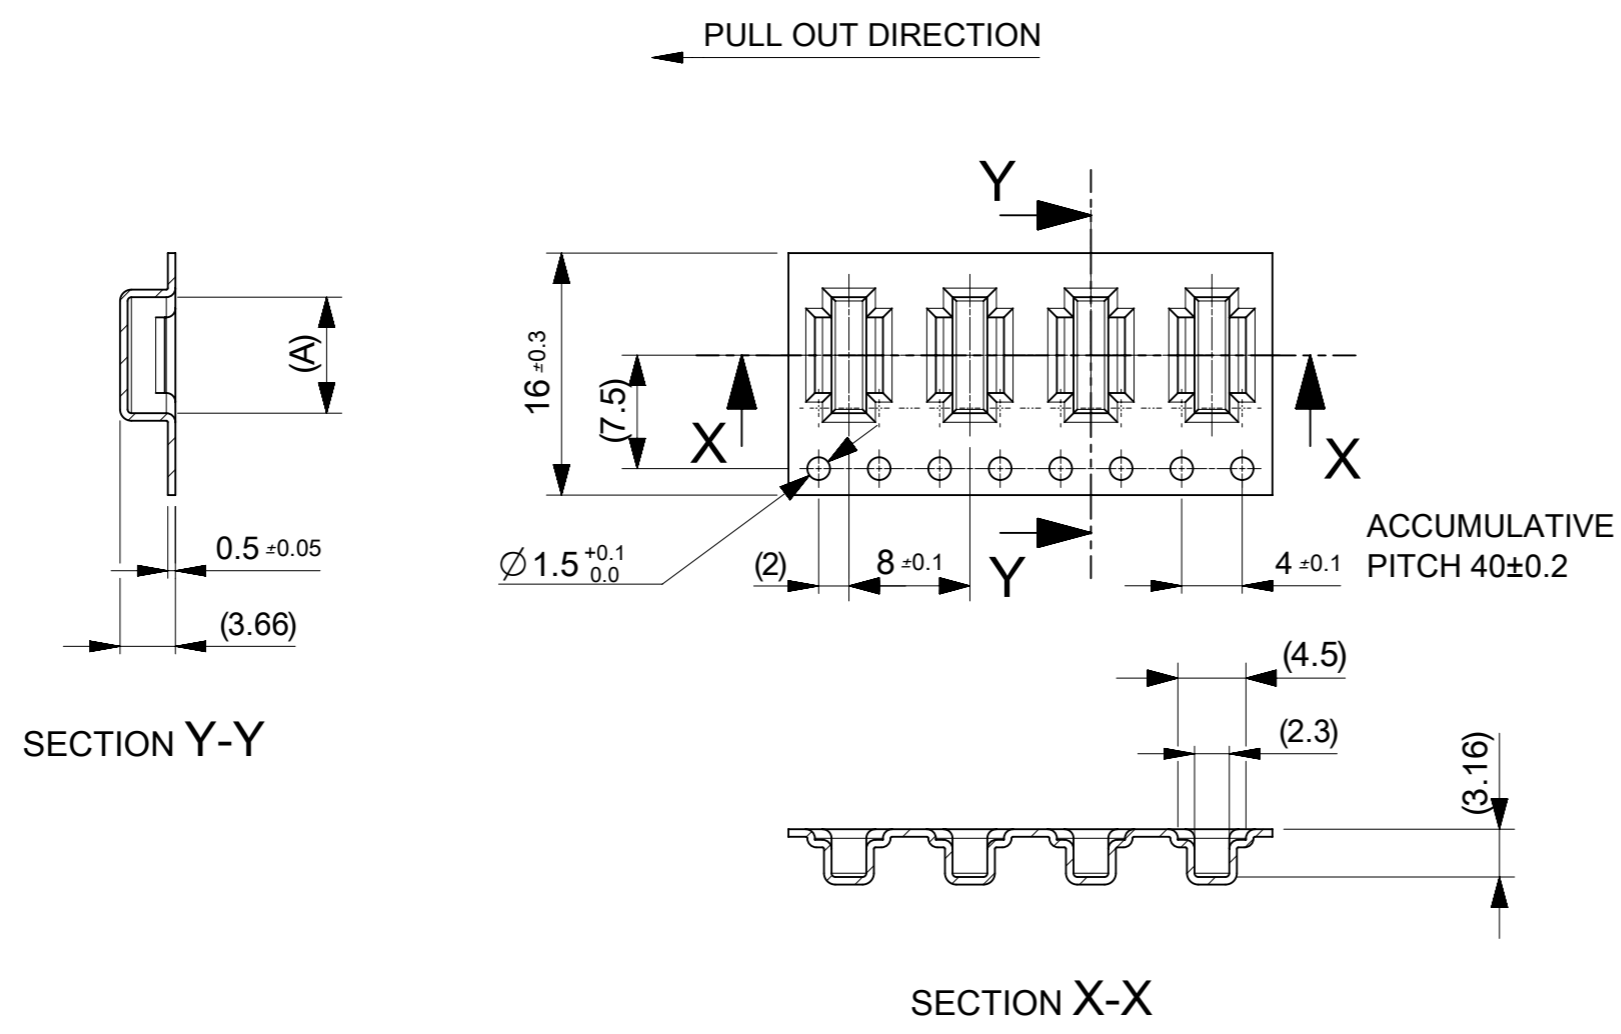 PULL OUT DIRECTION
Y
(A)
16 ±0.3
(7.5)
X
X
0.5 ±0.05
(3.66)
∅1.5 +0.1
0.0
(2)
8 ±0.1
Y
4 ±0.1
ACCUMULATIVE
PITCH 40±0.2
(4.5)
(2.3)
(3.16)
SECTION Y-Y
SECTION X-X